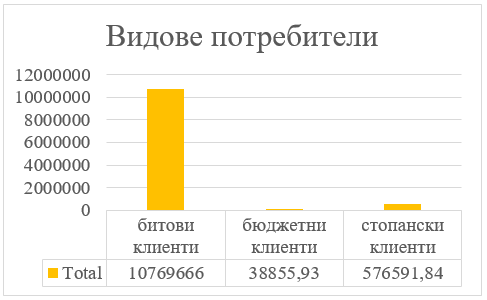 Видове потребители
12000000
10000000
8000000
6000000
4000000
2000000
0
битови клиенти
бюджетни клиенти
стопански клиенти
Total 10769666 38855,93 576591,84